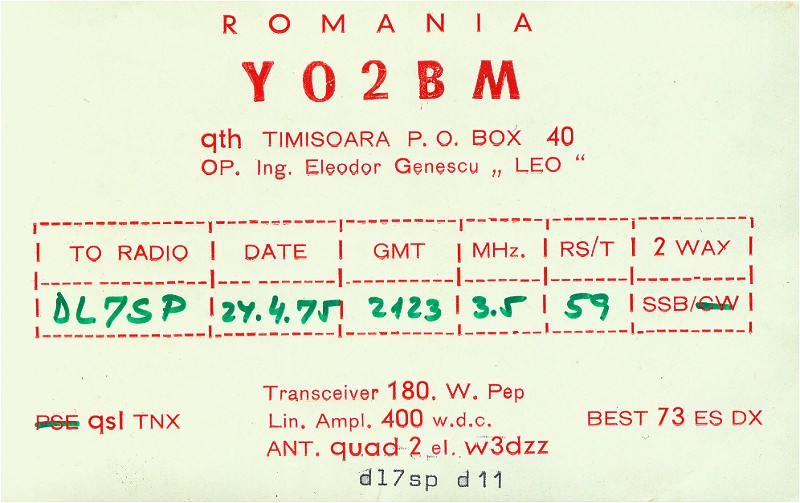 ROMANIA
YO2BM
qth TIMISOARA P. O. BOX 40
OP. Ing. Eleodor Genescu „ LEO “
TO RADIO DATE GMT MHz. RS/T 2 WAY
DL7SP 24.4.75 2123 3.5 59 SSB/CW
Transceiver 180. W. Pep
PSE qsl TNX Lin. Ampl. 400 w.d.c. BEST 73 ES DX
ANT. quad 2 el. w3dzz
dl7sp d11